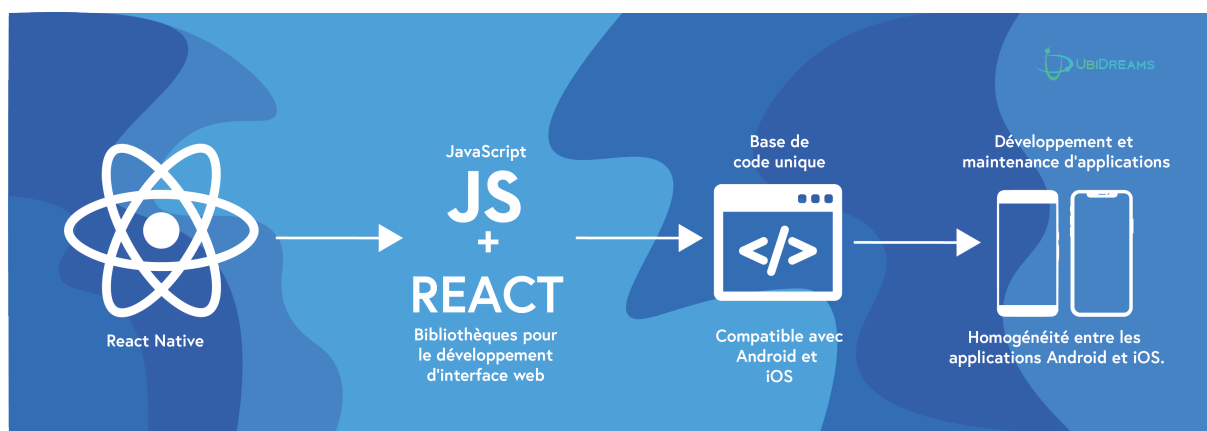 UBIDREAMS
React Native
JavaScript
JS
+
REACT
Bibliothèques pour
le développement
d'interface web
Base de
code unique
</>
Compatible avec
Android et
iOS
Développement et
maintenance d'applications
Homogénéité entre les
applications Android et iOS.